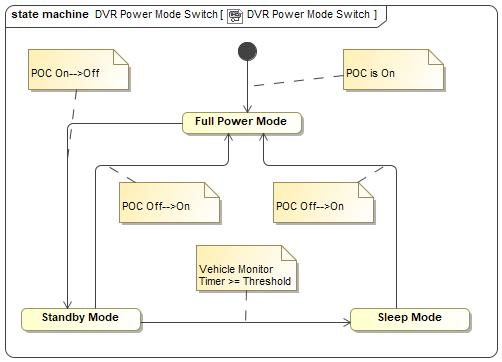 state machine DVR Power Mode Switch [ DVR Power Mode Switch ]
POC On-->Off
POC is On
Full Power Mode
POC Off-->On
POC Off-->On
Vehicle Monitor
Timer >= Threshold
Standby Mode
Sleep Mode